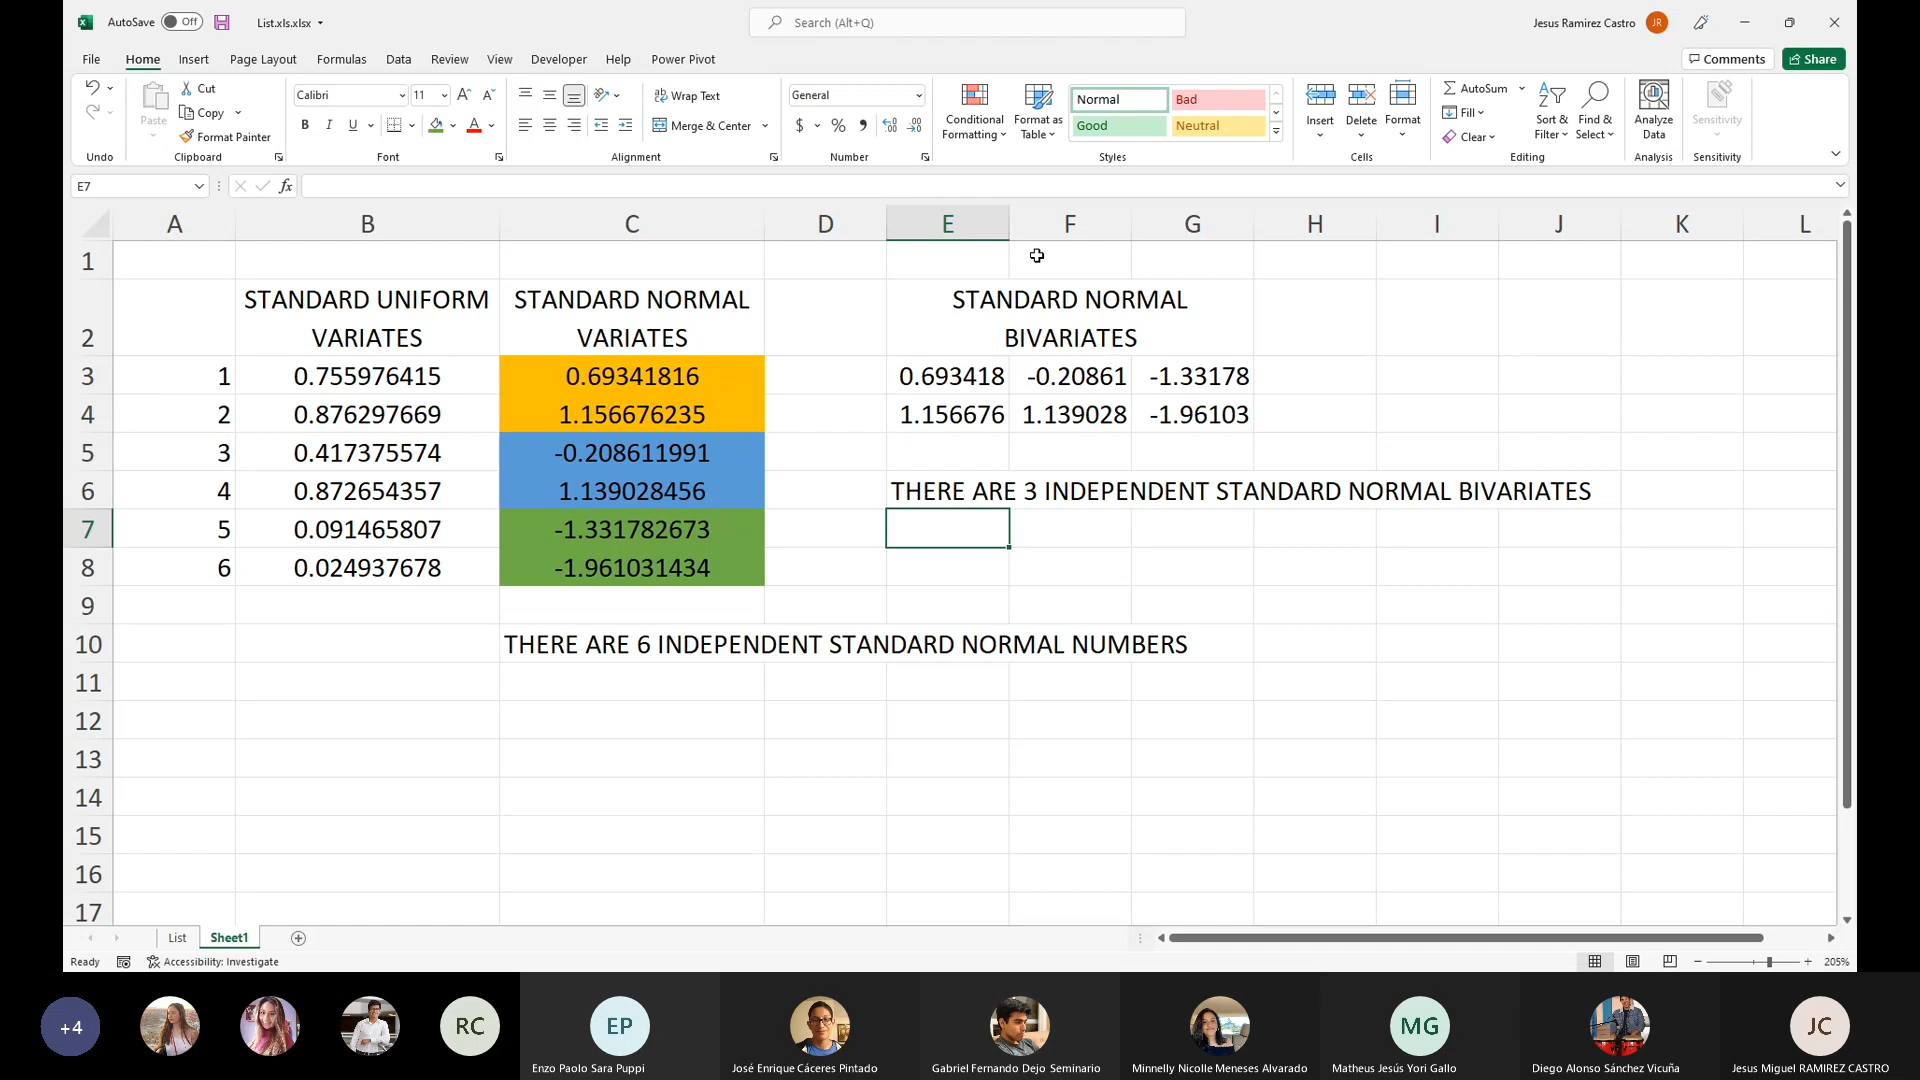 AutoSave Off List.xls.xlsx Search (Alt+Q) Jesus Ramirez Castro JR
File Home Insert Page Layout Formulas Data Review View Developer Help Power Pivot Comments Share
Paste Cut Copy Format Painter
Calibri 11
Wrap Text
Merge & Center
General
Conditional Formatting
Format as Table
Normal Bad
Good Neutral
Insert Delete Format
AutoSum
Fill
Clear
Sort & Filter
Find & Select
Analyze Data
Sensitivity
Undo Clipboard Font Alignment Number Styles Cells Editing Analysis Sensitivity
E7 fx
A B C D E F G H I J K L
1
2 STANDARD UNIFORM VARIATES STANDARD NORMAL VARIATES STANDARD NORMAL BIVARIATES
3 1 0.755976415 0.69341816 0.693418 -0.20861 -1.33178
4 2 0.876297669 1.156676235 1.156676 1.139028 -1.96103
5 3 0.417375574 -0.208611991
6 4 0.872654357 1.139028456 THERE ARE 3 INDEPENDENT STANDARD NORMAL BIVARIATES
7 5 0.091465807 -1.331782673
8 6 0.024937678 -1.961031434
9
10 THERE ARE 6 INDEPENDENT STANDARD NORMAL NUMBERS
11
12
13
14
15
16
17
List Sheet1
Ready Accessibility: Investigate 205%
+4 RC EP MG JC
Enzo Paolo Sara Puppi José Enrique Cáceres Pintado Gabriel Fernando Dejo Seminario Minnelly Nicolle Meneses Alvarado Matheus Jesús Yori Gallo Diego Alonso Sánchez Vicuña Jesus Miguel RAMIREZ CASTRO